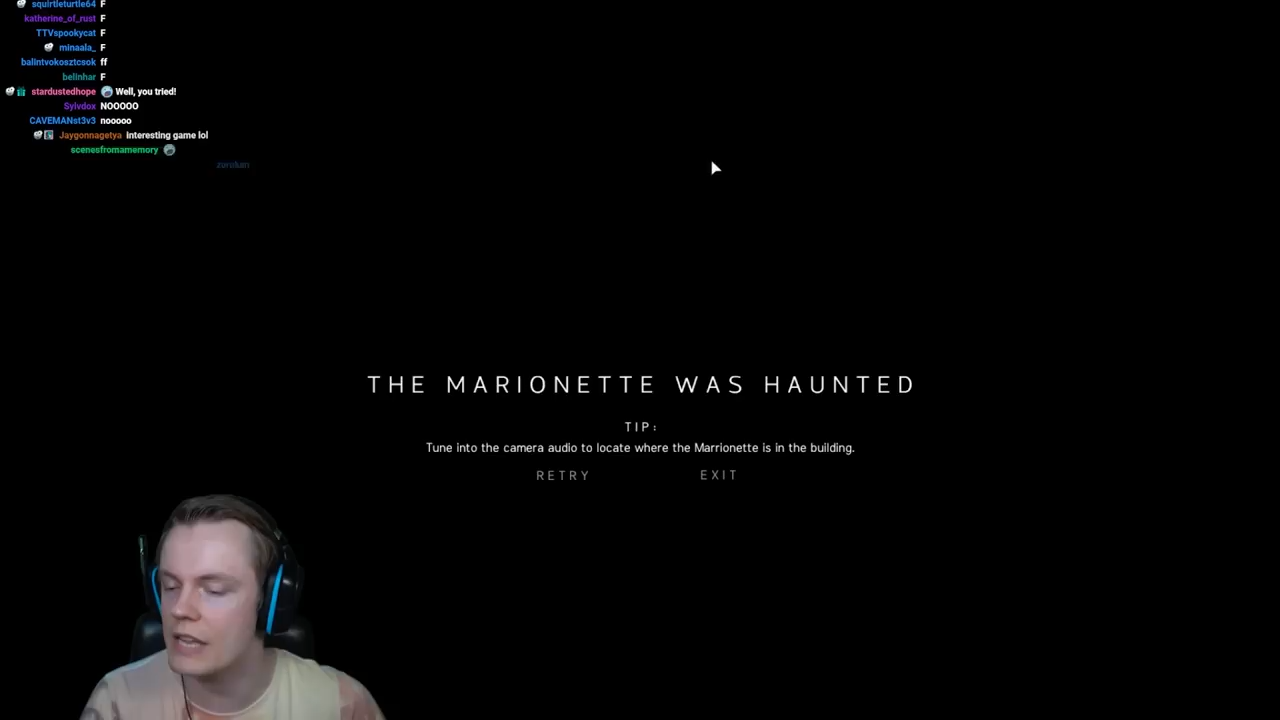 squirtleturtle64 F
katherine_of_rust F
TTVspookycat F
minaala_ F
balintvokosztcsok ff
belinhar F
stardustedhope Well, you tried!
Sylvdox NOOOOO
CAVEMANst3v3 nooooo
Jaygonnagetya interesting game lol
scenesfromamemory
THE MARIONETTE WAS HAUNTED
TIP:
Tune into the camera audio to locate where the Marrionette is in the building.
RETRY EXIT